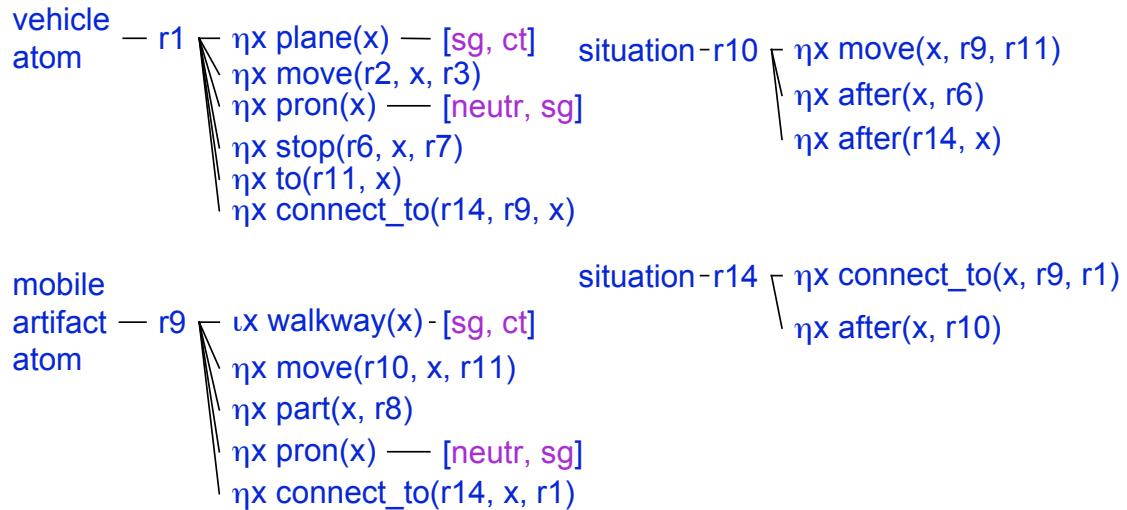 vehicle
atom
r1
ηx plane(x)
[sg, ct]
ηx move(r2, x, r3)
ηx pron(x)
[neutr, sg]
ηx stop(r6, x, r7)
ηx to(r11, x)
ηx connect_to(r14, r9, x)
situation
r10
ηx move(x, r9, r11)
ηx after(x, r6)
ηx after(r14, x)
mobile
artifact
atom
r9
ιx walkway(x)
[sg, ct]
ηx move(r10, x, r11)
ηx part(x, r8)
ηx pron(x)
[neutr, sg]
ηx connect_to(r14, x, r1)
situation
r14
ηx connect_to(x, r9, r1)
ηx after(x, r10)